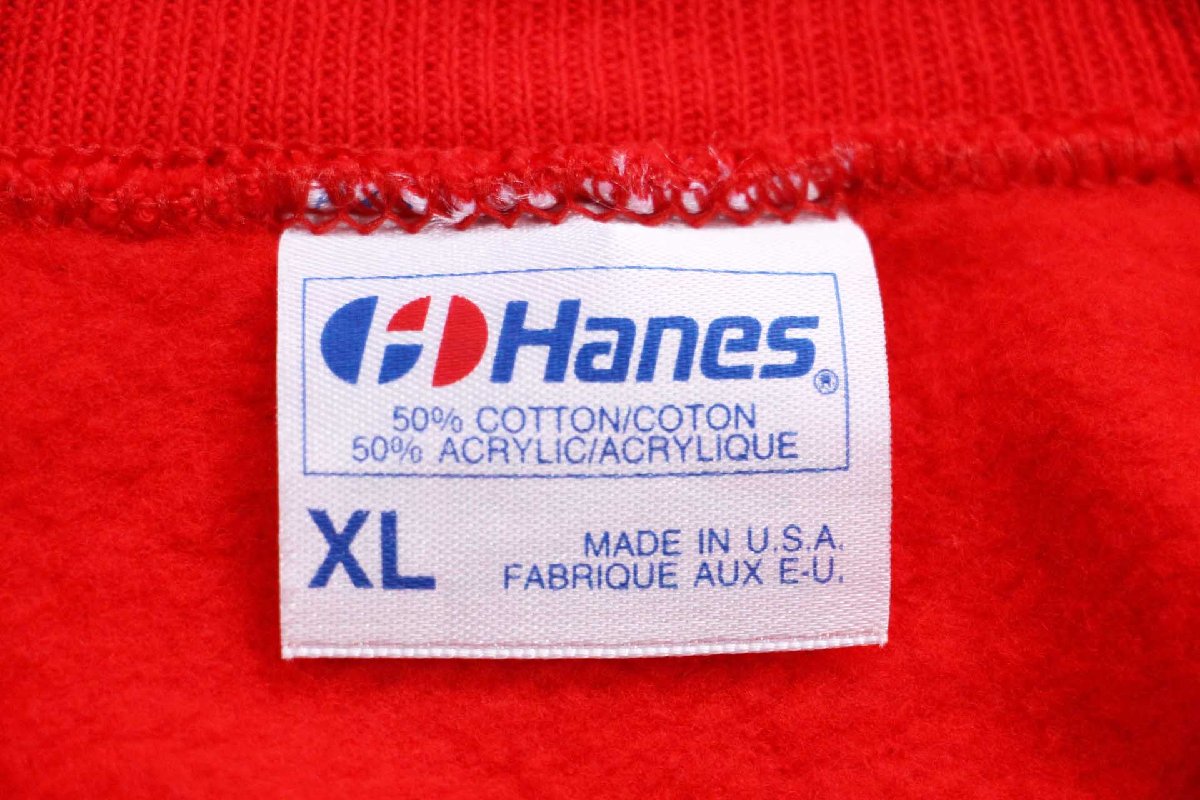 Hanes®
50% COTTON/COTON
50% ACRYLIC/ACRYLIQUE
XL
MADE IN U.S.A.
FABRIQUE AUX E-U.